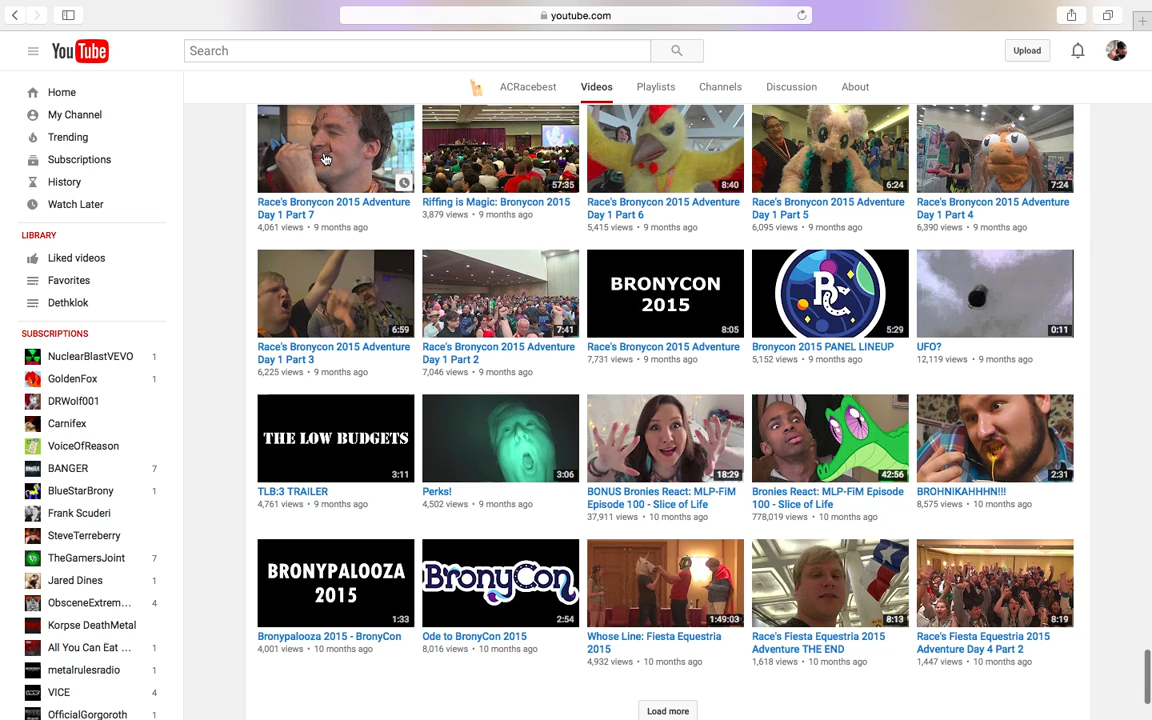 youtube.com
YouTube
Search
Upload
ACRacebest
Videos
Playlists
Channels
Discussion
About
Home
My Channel
Trending
Subscriptions
History
Watch Later
LIBRARY
Liked videos
Favorites
Dethklok
SUBSCRIPTIONS
NuclearBlastVEVO 1
GoldenFox 1
DRWolf001
Carnifex
VoiceOfReason
BANGER 7
BlueStarBrony 1
Frank Scuderi
SteveTerreberry
TheGamersJoint 7
Jared Dines 1
ObsceneExtrem... 4
Korpse DeathMetal
All You Can Eat ... 1
metalrulesradio 1
VICE 4
OfficialGorgoroth 1
Race's Bronycon 2015 Adventure
Day 1 Part 7
4,061 views • 9 months ago
57:35
Riffing is Magic: Bronycon 2015
3,879 views • 9 months ago
8:40
Race's Bronycon 2015 Adventure
Day 1 Part 6
5,415 views • 9 months ago
6:24
Race's Bronycon 2015 Adventure
Day 1 Part 5
6,095 views • 9 months ago
7:24
Race's Bronycon 2015 Adventure
Day 1 Part 4
6,390 views • 9 months ago
6:59
Race's Bronycon 2015 Adventure
Day 1 Part 3
6,225 views • 9 months ago
7:41
Race's Bronycon 2015 Adventure
Day 1 Part 2
7,046 views • 9 months ago
BRONYCON
2015
8:05
Race's Bronycon 2015 Adventure
7,731 views • 9 months ago
BC
5:29
Bronycon 2015 PANEL LINEUP
5,152 views • 9 months ago
0:11
UFO?
12,119 views • 9 months ago
THE LOW BUDGETS
3:11
TLB:3 TRAILER
4,761 views • 9 months ago
3:06
Perks!
4,502 views • 9 months ago
18:29
BONUS Bronies React: MLP-FiM
Episode 100 - Slice of Life
37,911 views • 10 months ago
42:56
Bronies React: MLP-FiM Episode
100 - Slice of Life
778,019 views • 10 months ago
2:31
BROHNIKAHHHN!!!
8,575 views • 10 months ago
BRONYPALOOZA
2015
1:33
Bronypalooza 2015 - BronyCon
4,001 views • 10 months ago
BronyCon
2:54
Ode to BronyCon 2015
8,016 views • 10 months ago
1:49:03
Whose Line: Fiesta Equestria
2015
4,932 views • 10 months ago
8:13
Race's Fiesta Equestria 2015
Adventure THE END
1,618 views • 10 months ago
8:19
Race's Fiesta Equestria 2015
Adventure Day 4 Part 2
1,447 views • 10 months ago
Load more